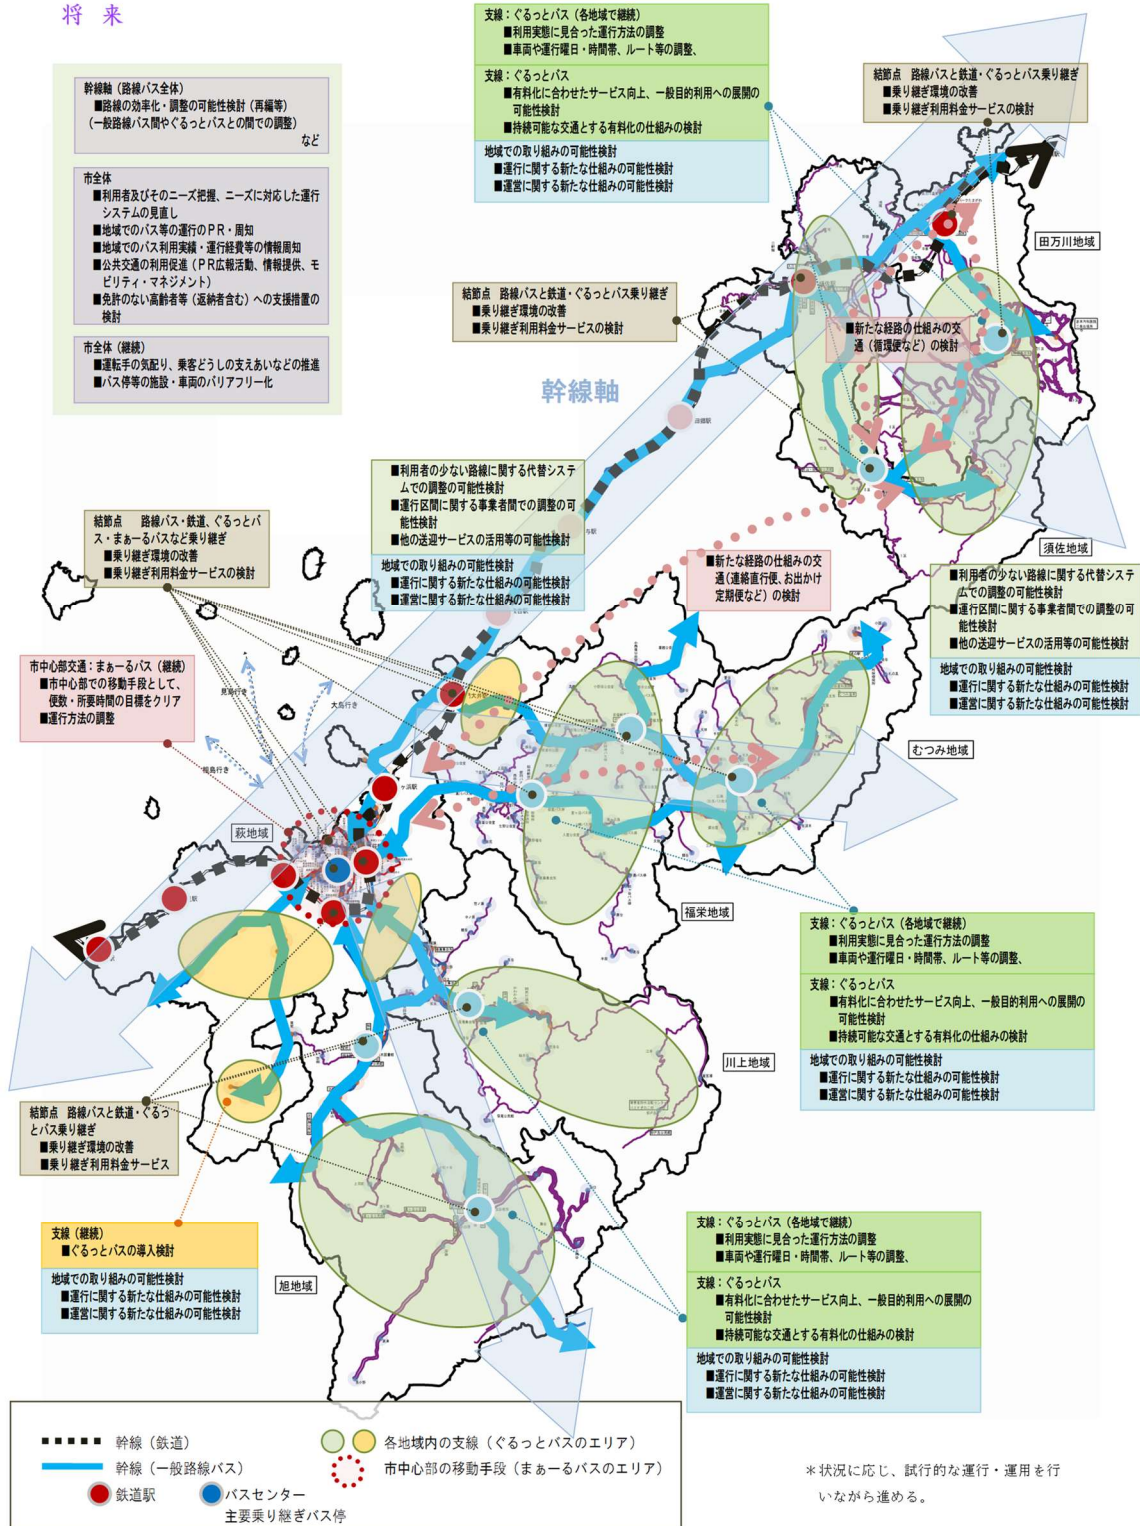 将 来
幹線軸（路線バス全体）
■路線の効率化・調整の可能性検討（再編等）
（一般路線バス間やぐるっとバスとの間での調整）
など
市全体
■利用者及びそのニーズ把握、ニーズに対応した運行
システムの見直し
■地域でのバス等の運行のＰＲ・周知
■地域でのバス利用実績・運行経費等の情報周知
■公共交通の利用促進（ＰＲ広報活動、情報提供、モ
ビリティ・マネジメント）
■免許のない高齢者等（返納者含む）への支援措置の
検討
市全体（継続）
■運転手の気配り、乗客どうしの支えあいなどの推進
■バス停等の施設・車両のバリアフリー化
支線：ぐるっとバス（各地域で継続）
■利用実態に見合った運行方法の調整
■車両や運行曜日・時間帯、ルート等の調整、
支線：ぐるっとバス
■有料化に合わせたサービス向上、一般目的利用への展開の
可能性検討
■持続可能な交通とする有料化の仕組みの検討
地域での取り組みの可能性検討
■運行に関する新たな仕組みの可能性検討
■運営に関する新たな仕組みの可能性検討
結節点　路線バスと鉄道・ぐるっとバス乗り継ぎ
■乗り継ぎ環境の改善
■乗り継ぎ利用料金サービスの検討
田万川地域
結節点　路線バスと鉄道・ぐるっとバス乗り継ぎ
■乗り継ぎ環境の改善
■乗り継ぎ利用料金サービスの検討
■新たな経路の仕組みの交
通（循環便など）の検討
幹線軸
須佐地域
■利用者の少ない路線に関する代替システ
ムでの調整の可能性検討
■運行区間に関する事業者間での調整の可
能性検討
■他の送迎サービスの活用等の可能性検討
地域での取り組みの可能性検討
■運行に関する新たな仕組みの可能性検討
■運営に関する新たな仕組みの可能性検討
結節点　路線バス・鉄道、ぐるっとバ
ス・まぁーるバスなど乗り継ぎ
■乗り継ぎ環境の改善
■乗り継ぎ利用料金サービスの検討
■新たな経路の仕組みの交
通（連絡直行便、お出かけ
定期便など）の検討
■利用者の少ない路線に関する代替システ
ムでの調整の可能性検討
■運行区間に関する事業者間での調整の可
能性検討
■他の送迎サービスの活用等の可能性検討
地域での取り組みの可能性検討
■運行に関する新たな仕組みの可能性検討
■運営に関する新たな仕組みの可能性検討
市中心部交通：まぁーるバス（継続）
■市中心部での移動手段として、
便数・所要時間の目標をクリア
■運行方法の調整
見島行き
大島行き
相島行き
むつみ地域
萩地域
福栄地域
支線：ぐるっとバス（各地域で継続）
■利用実態に見合った運行方法の調整
■車両や運行曜日・時間帯、ルート等の調整、
支線：ぐるっとバス
■有料化に合わせたサービス向上、一般目的利用への展開の
可能性検討
■持続可能な交通とする有料化の仕組みの検討
地域での取り組みの可能性検討
■運行に関する新たな仕組みの可能性検討
■運営に関する新たな仕組みの可能性検討
川上地域
結節点　路線バスと鉄道・ぐるっ
とバス乗り継ぎ
■乗り継ぎ環境の改善
■乗り継ぎ利用料金サービス
支線（継続）
■ぐるっとバスの導入検討
地域での取り組みの可能性検討
■運行に関する新たな仕組みの可能性検討
■運営に関する新たな仕組みの可能性検討
旭地域
支線：ぐるっとバス（各地域で継続）
■利用実態に見合った運行方法の調整
■車両や運行曜日・時間帯、ルート等の調整、
支線：ぐるっとバス
■有料化に合わせたサービス向上、一般目的利用への展開の
可能性検討
■持続可能な交通とする有料化の仕組みの検討
地域での取り組みの可能性検討
■運行に関する新たな仕組みの可能性検討
■運営に関する新たな仕組みの可能性検討
幹線（鉄道）
各地域内の支線（ぐるっとバスのエリア）
幹線（一般路線バス）
市中心部の移動手段（まぁーるバスのエリア）
鉄道駅
バスセンター
主要乗り継ぎバス停
＊状況に応じ、試行的な運行・運用を行
いながら進める。